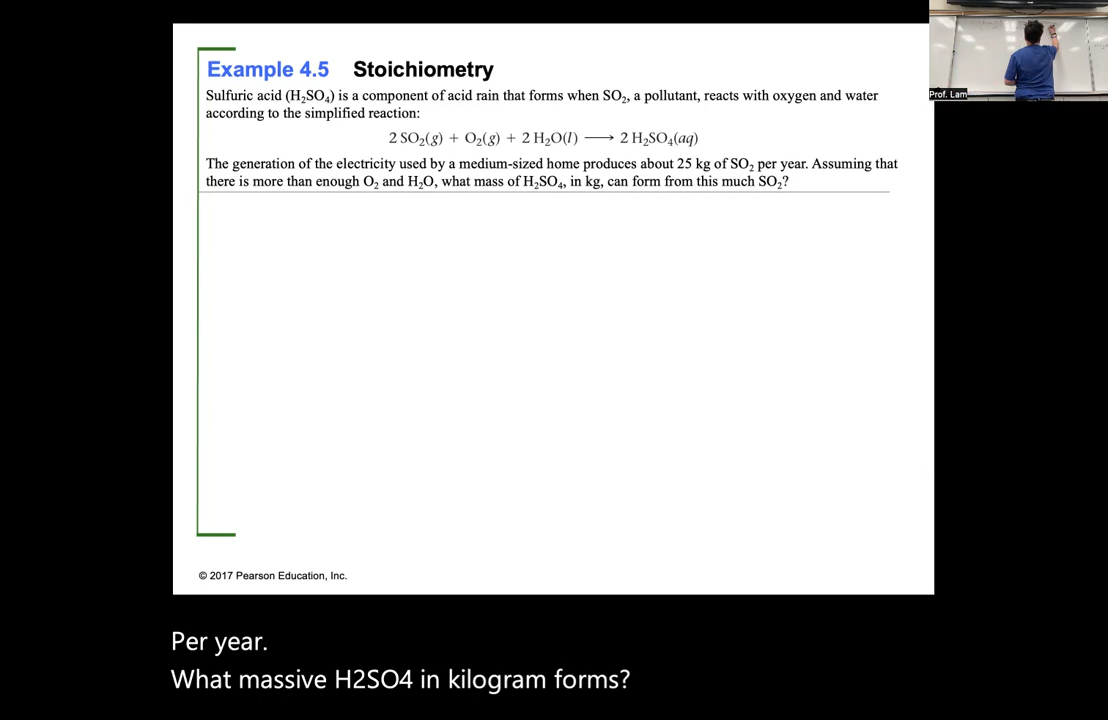 Example 4.5 Stoichiometry
Sulfuric acid (H₂SO₄) is a component of acid rain that forms when SO₂, a pollutant, reacts with oxygen and water
according to the simplified reaction:
2 SO₂(g) + O₂(g) + 2 H₂O(l) ⟶ 2 H₂SO₄(aq)
The generation of the electricity used by a medium-sized home produces about 25 kg of SO₂ per year. Assuming that
there is more than enough O₂ and H₂O, what mass of H₂SO₄, in kg, can form from this much SO₂?
© 2017 Pearson Education, Inc.
Prof. Lam
Per year.
What massive H2SO4 in kilogram forms?